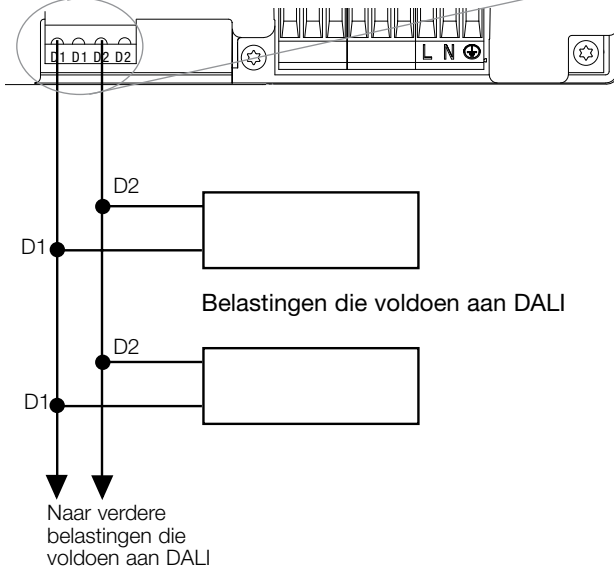 D1 D1 D2 D2
L N
D2
D1
Belastingen die voldoen aan DALI
D2
D1
Naar verdere
belastingen die
voldoen aan DALI